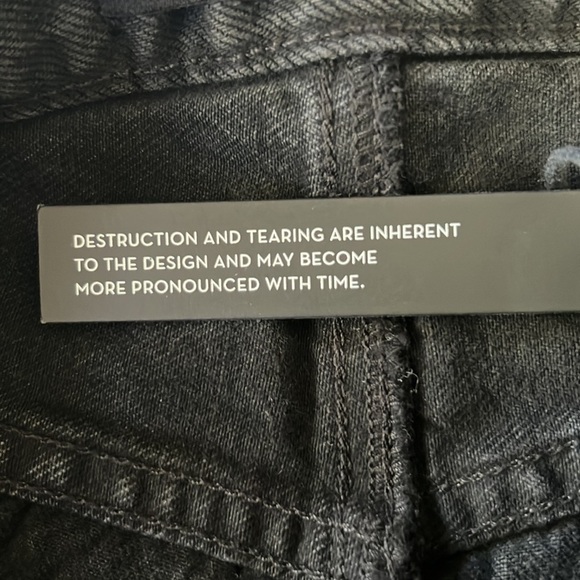 DESTRUCTION AND TEARING ARE INHERENT
TO THE DESIGN AND MAY BECOME
MORE PRONOUNCED WITH TIME.